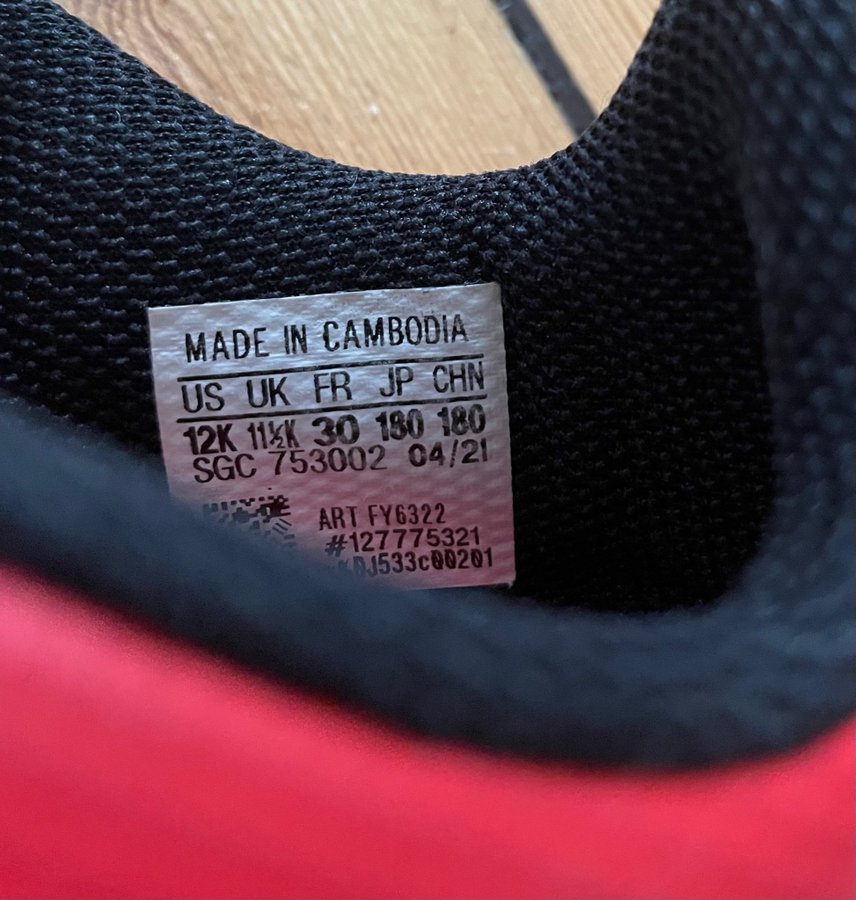 MADE IN CAMBODIA
US UK FR JP CHN
12K 11½K 30 180 180
SGC 753002 04/21
ART FY6322
#127775321
DJ533c00201